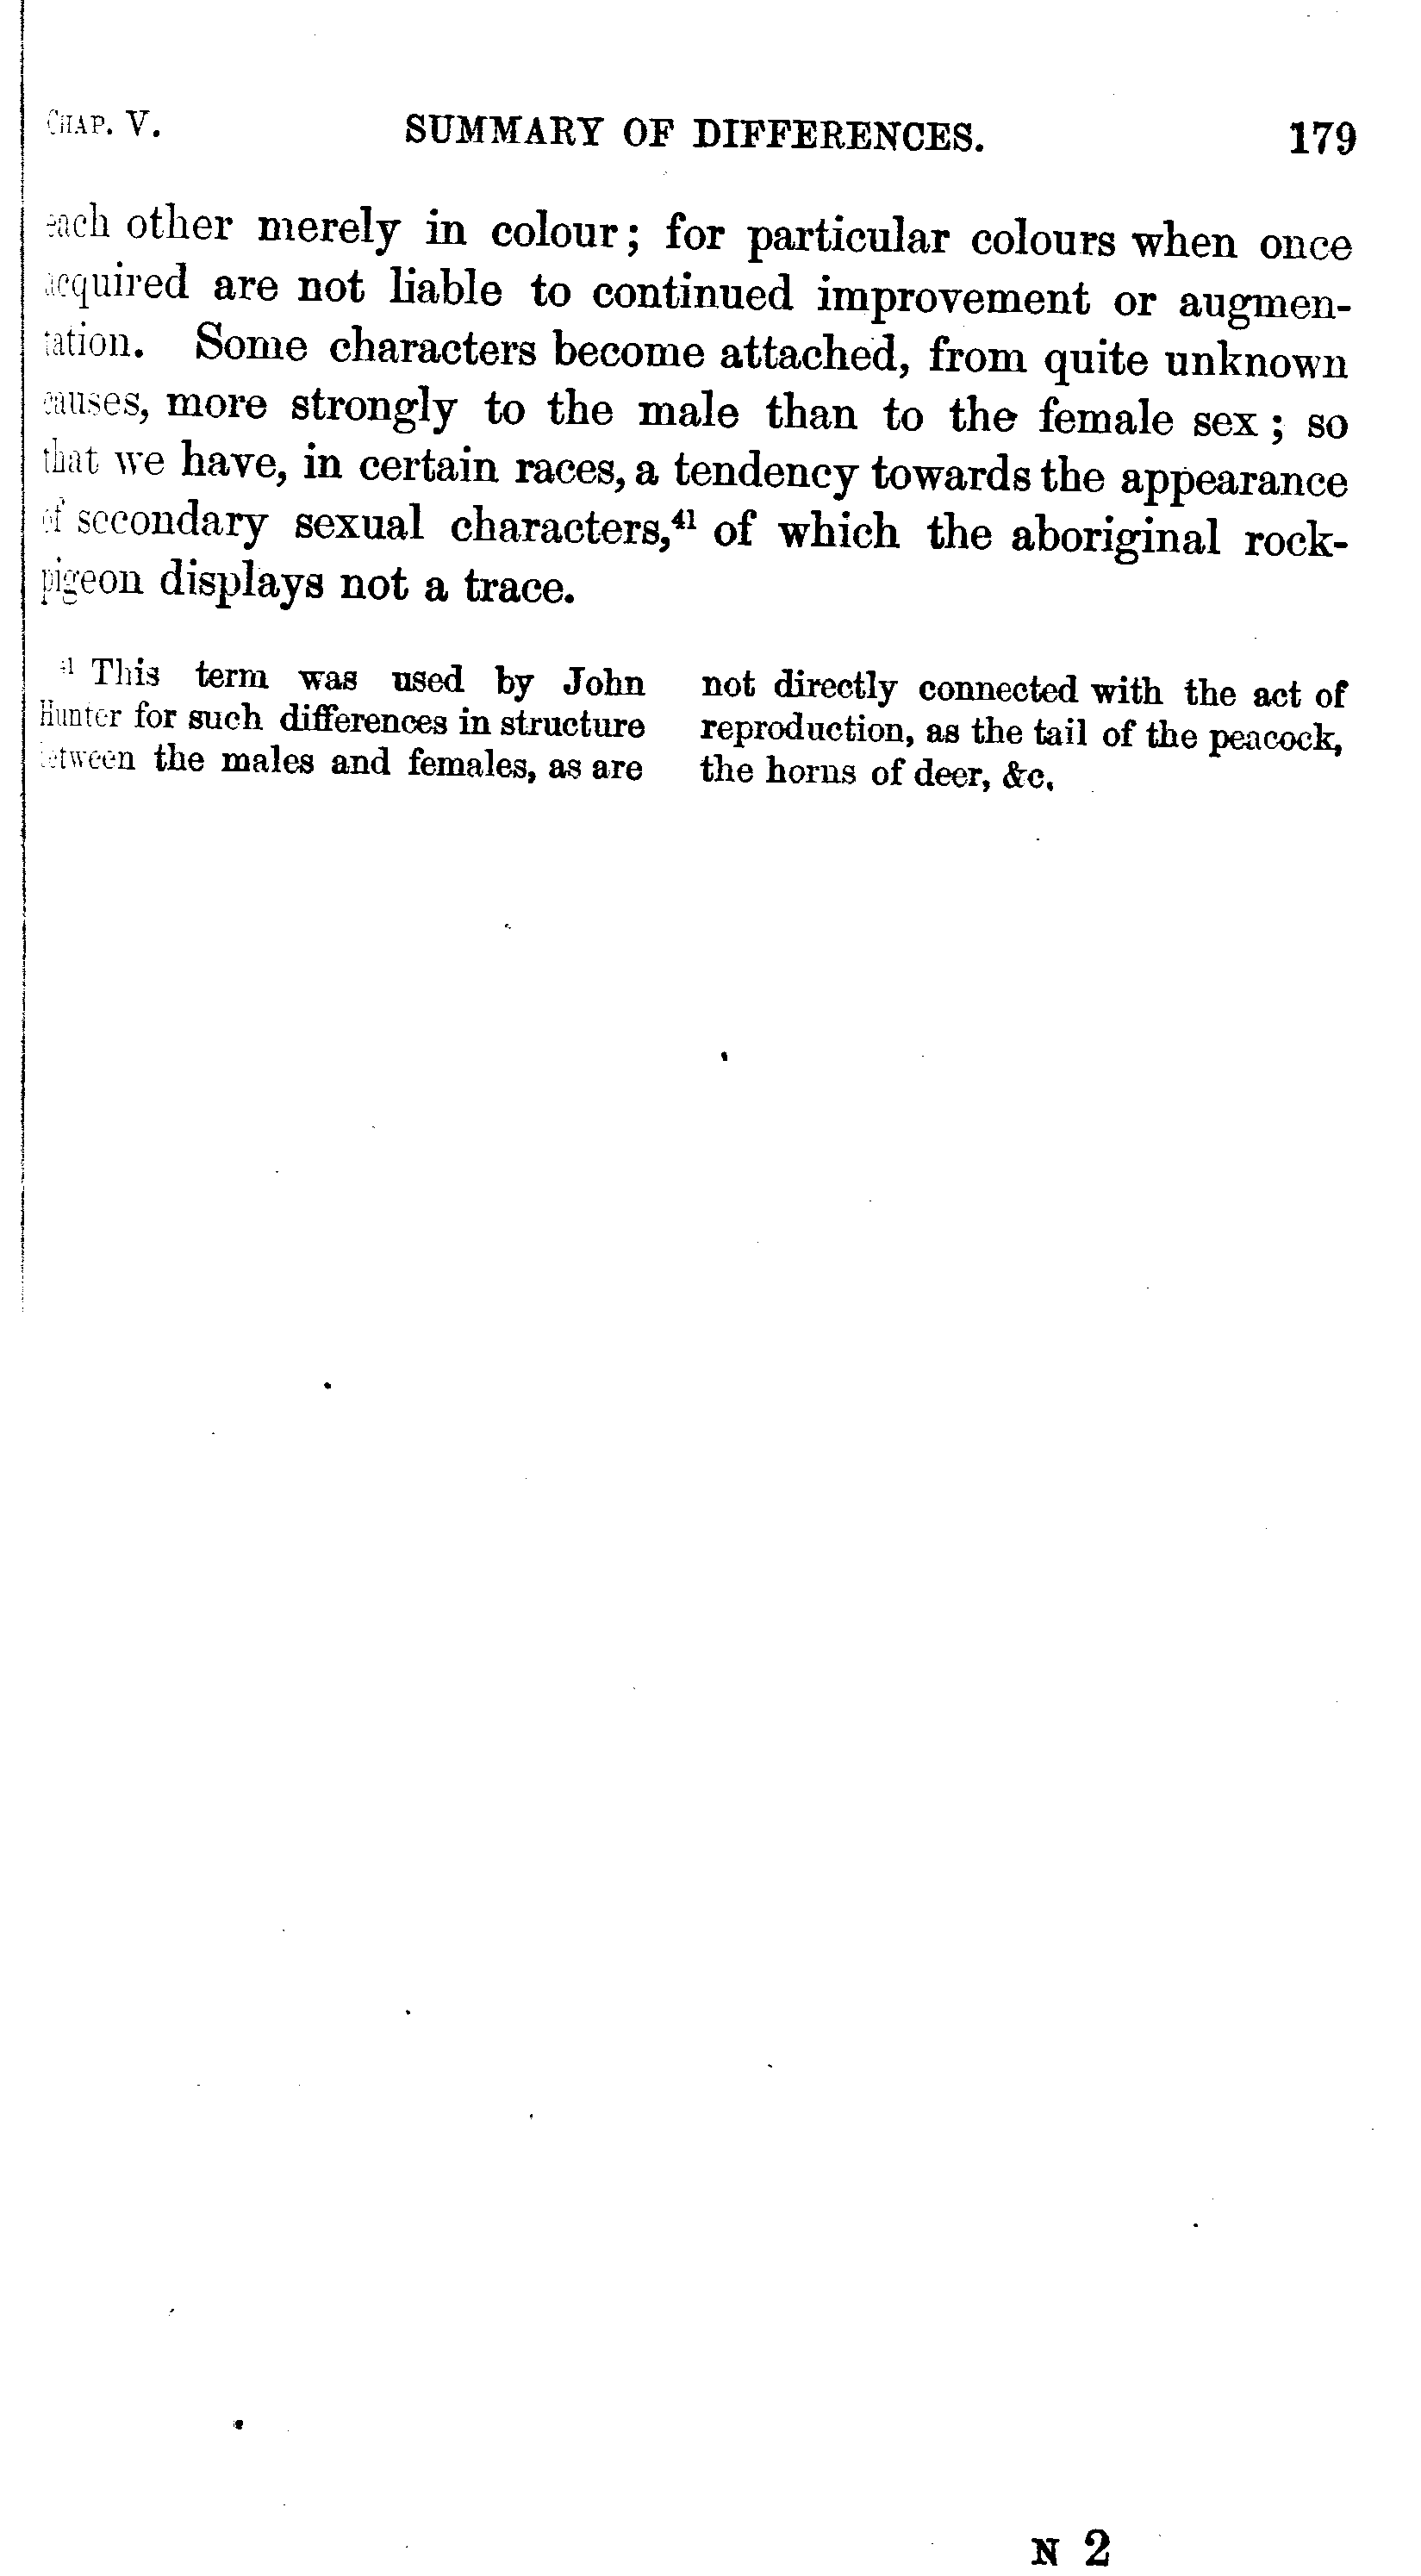 CHAP. V. SUMMARY OF DIFFERENCES. 179
each other merely in colour; for particular colours when once
acquired are not liable to continued improvement or augmen-
tation. Some characters become attached, from quite unknown
causes, more strongly to the male than to the female sex; so
that we have, in certain races, a tendency towards the appearance
of secondary sexual characters,⁴¹ of which the aboriginal rock-
pigeon displays not a trace.
⁴¹ This term was used by John
Hunter for such differences in structure
between the males and females, as are
not directly connected with the act of
reproduction, as the tail of the peacock,
the horns of deer, &c.
N 2